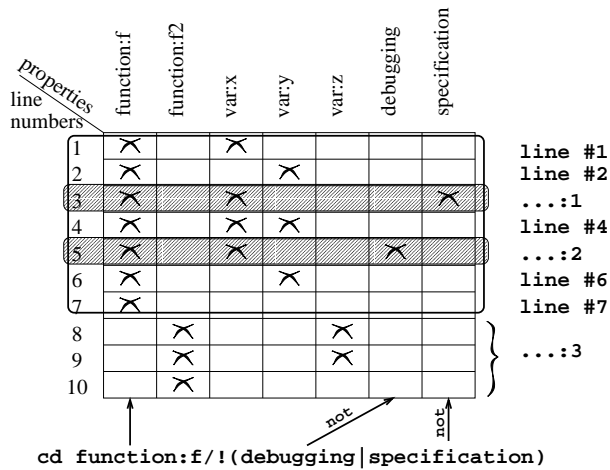 properties
line
numbers
function:f
function:f2
var:x
var:y
var:z
debugging
specification
1 line #1
2 line #2
3 ...:1
4 line #4
5 ...:2
6 line #6
7 line #7
8
9 ...:3
10
not
not
cd function:f/!(debugging|specification)